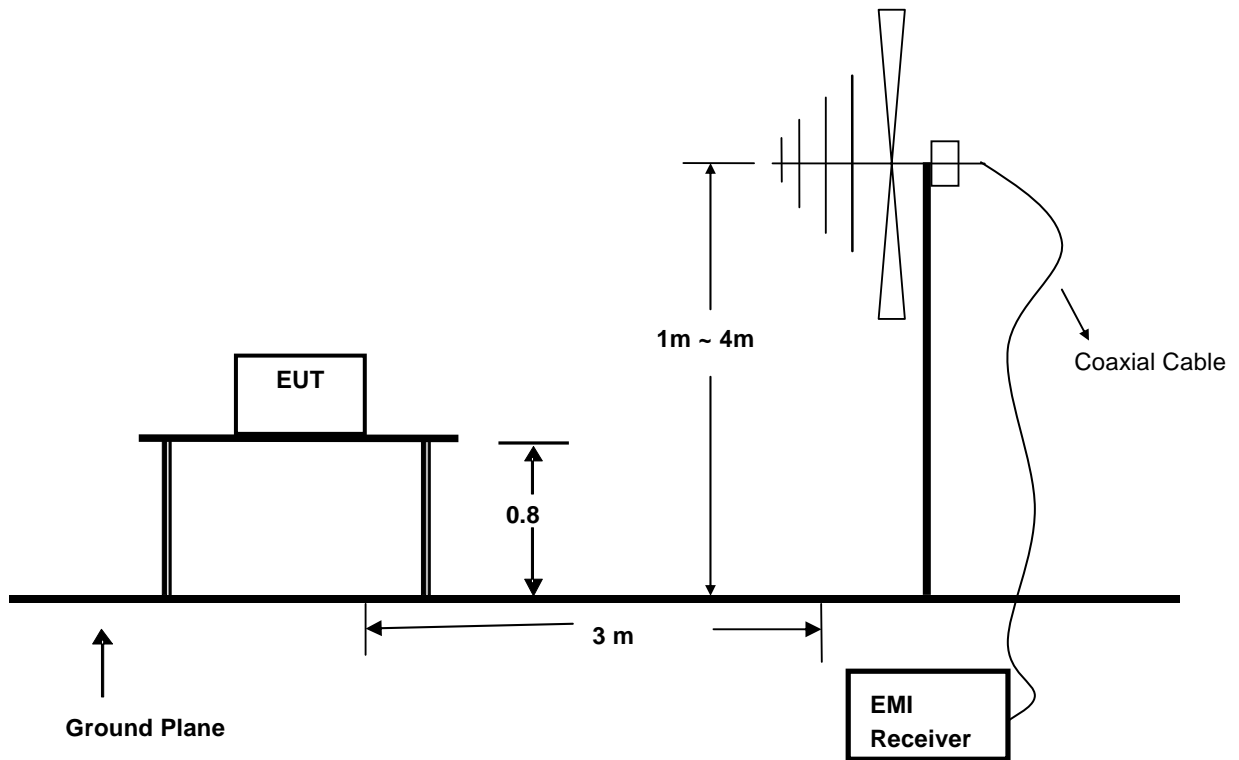 1m ~ 4m
Coaxial Cable
EUT
0.8
3 m
Ground Plane
EMI
Receiver